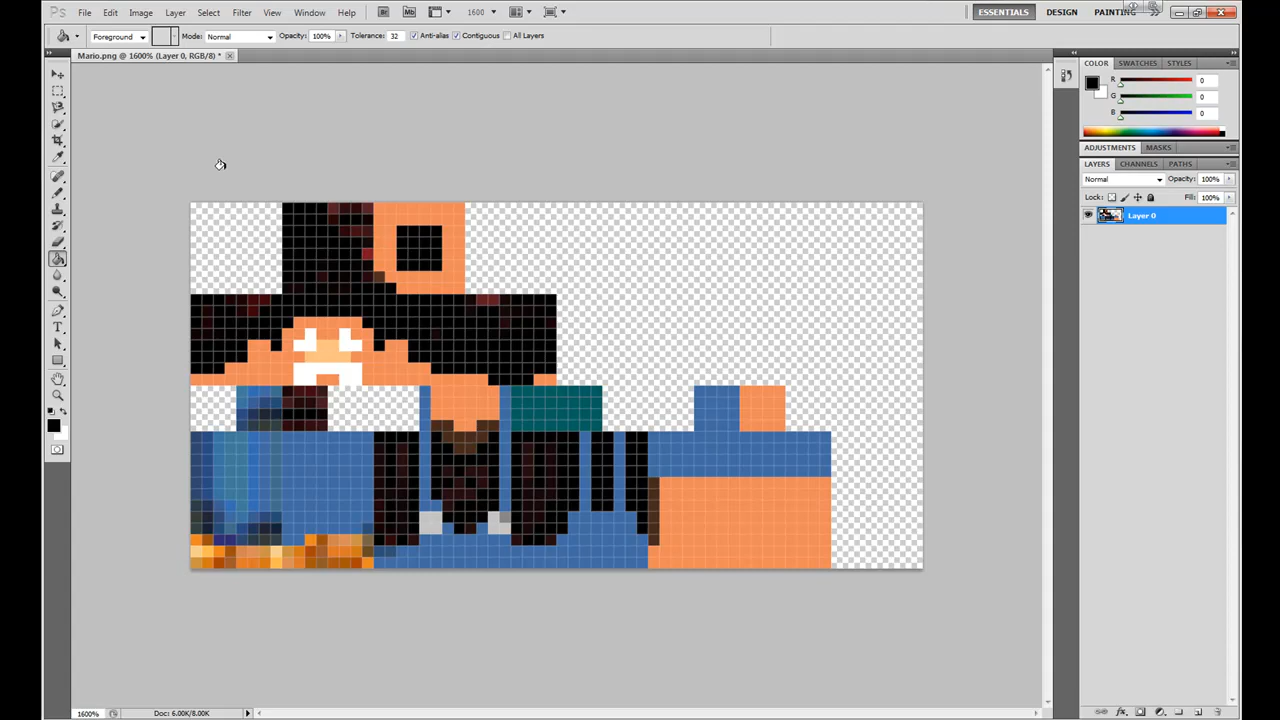 Ps File Edit Image Layer Select Filter View Window Help Br Mb 1600 ESSENTIALS DESIGN PAINTING
Foreground Mode: Normal Opacity: 100% Tolerance: 32 Anti-alias Contiguous All Layers
Mario.png @ 1600% (Layer 0, RGB/8) *
COLOR SWATCHES STYLES
R 0
G 0
B 0
ADJUSTMENTS MASKS
LAYERS CHANNELS PATHS
Normal Opacity: 100%
Lock: Fill: 100%
Layer 0
T
1600% Doc: 6.00K/8.00K
fx